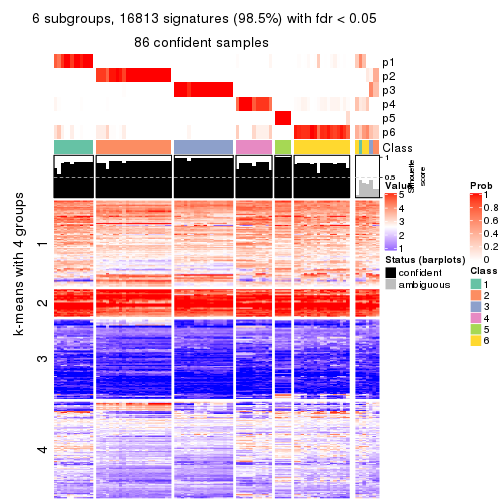 6 subgroups, 16813 signatures (98.5%) with fdr < 0.05
86 confident samples
p1
p2
p3
p4
p5
p6
Class
1
0.5
0
Silhouette
score
k-means with 4 groups
1
2
3
4
Value
5
4
3
2
1
Status (barplots)
confident
ambiguous
Prob
1
0.8
0.6
0.4
0.2
0
Class
1
2
3
4
5
6